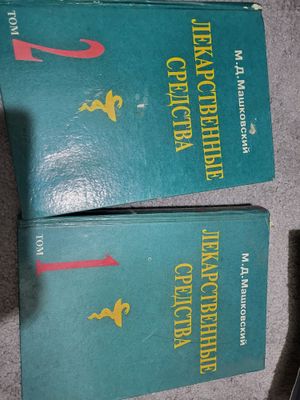 М.Д.Машковский
ЛЕКАРСТВЕННЫЕ
СРЕДСТВА
ТОМ
2
М.Д.Машковский
ЛЕКАРСТВЕННЫЕ
СРЕДСТВА
ТОМ
1